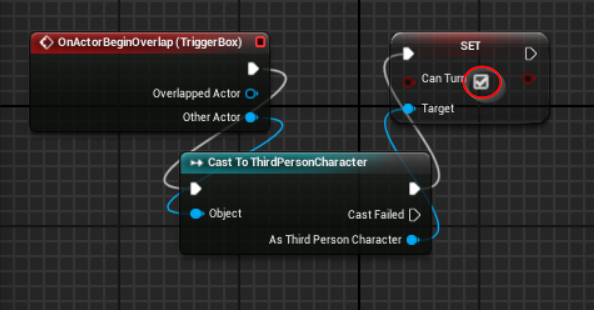 OnActorBeginOverlap (TriggerBox)
Overlapped Actor
Other Actor
SET
Can Turn
Target
Cast To ThirdPersonCharacter
Object
Cast Failed
As Third Person Character